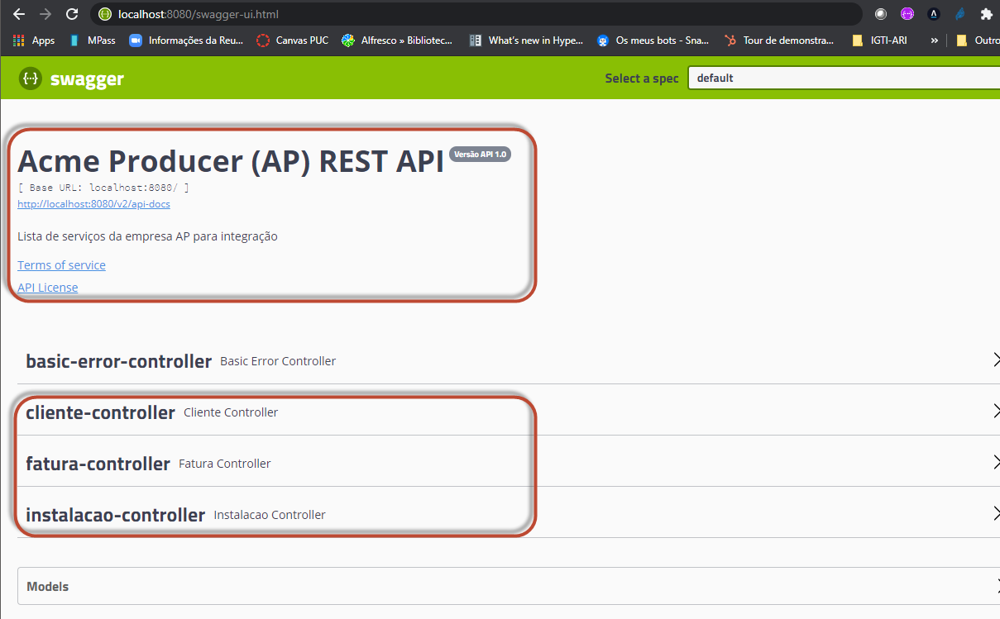 localhost:8080/swagger-ui.html
Apps MPass Informações da Reu... Canvas PUC Alfresco » Bibliotec... What's new in Hype... Os meus bots - Sna... Tour de demonstra... IGTI-ARI » Outro
{··} swagger Select a spec default
Acme Producer (AP) REST API Versão API 1.0
[ Base URL: localhost:8080/ ]
http://localhost:8080/v2/api-docs
Lista de serviços da empresa AP para integração
Terms of service
API License
basic-error-controller Basic Error Controller
cliente-controller Cliente Controller
fatura-controller Fatura Controller
instalacao-controller Instalacao Controller
Models